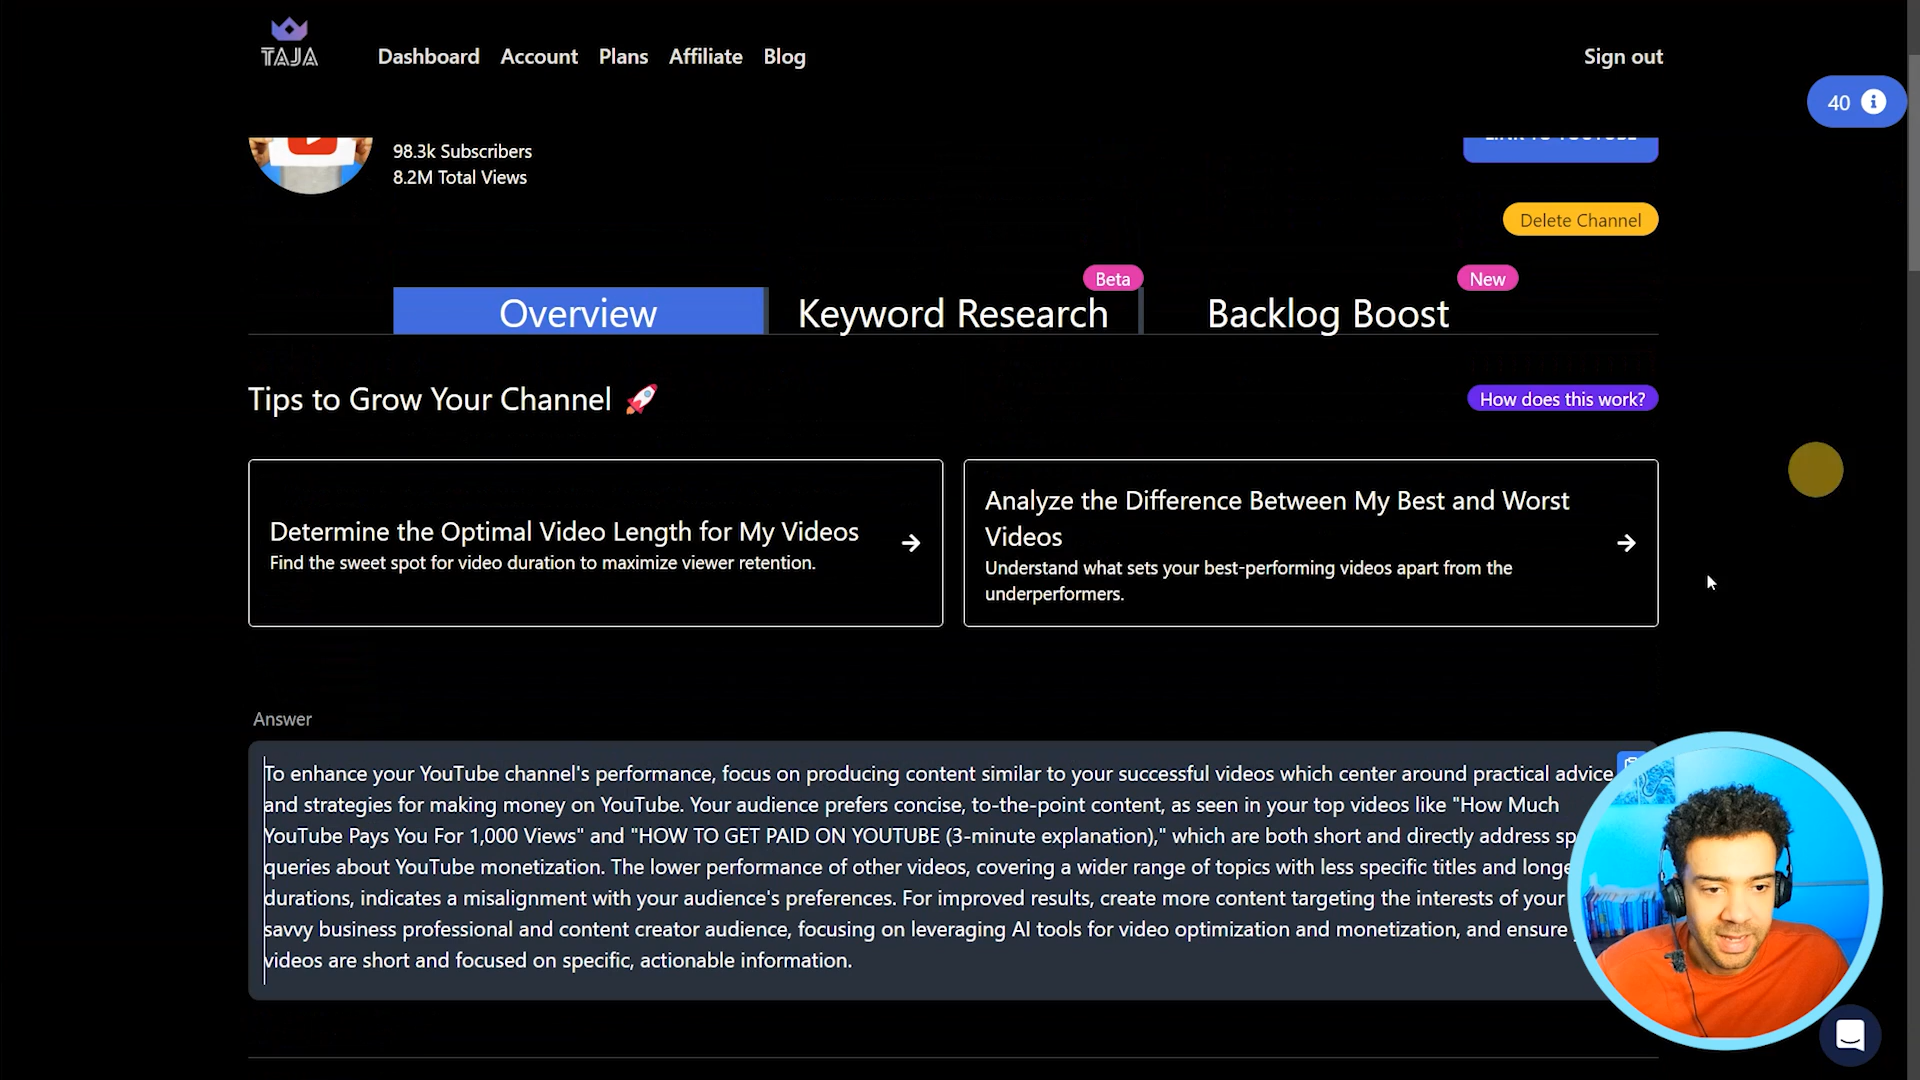 TAJA
Dashboard Account Plans Affiliate Blog
Sign out
40
98.3k Subscribers
8.2M Total Views
Delete Channel
Beta
New
Overview
Keyword Research
Backlog Boost
Tips to Grow Your Channel
How does this work?
Determine the Optimal Video Length for My Videos
Find the sweet spot for video duration to maximize viewer retention.
Analyze the Difference Between My Best and Worst
Videos
Understand what sets your best-performing videos apart from the
underperformers.
Answer
To enhance your YouTube channel's performance, focus on producing content similar to your successful videos which center around practical advice
and strategies for making money on YouTube. Your audience prefers concise, to-the-point content, as seen in your top videos like "How Much
YouTube Pays You For 1,000 Views" and "HOW TO GET PAID ON YOUTUBE (3-minute explanation)," which are both short and directly address
queries about YouTube monetization. The lower performance of other videos, covering a wider range of topics with less specific titles and
durations, indicates a misalignment with your audience's preferences. For improved results, create more content targeting the interests of your
savvy business professional and content creator audience, focusing on leveraging AI tools for video optimization and monetization, and ensure
videos are short and focused on specific, actionable information.